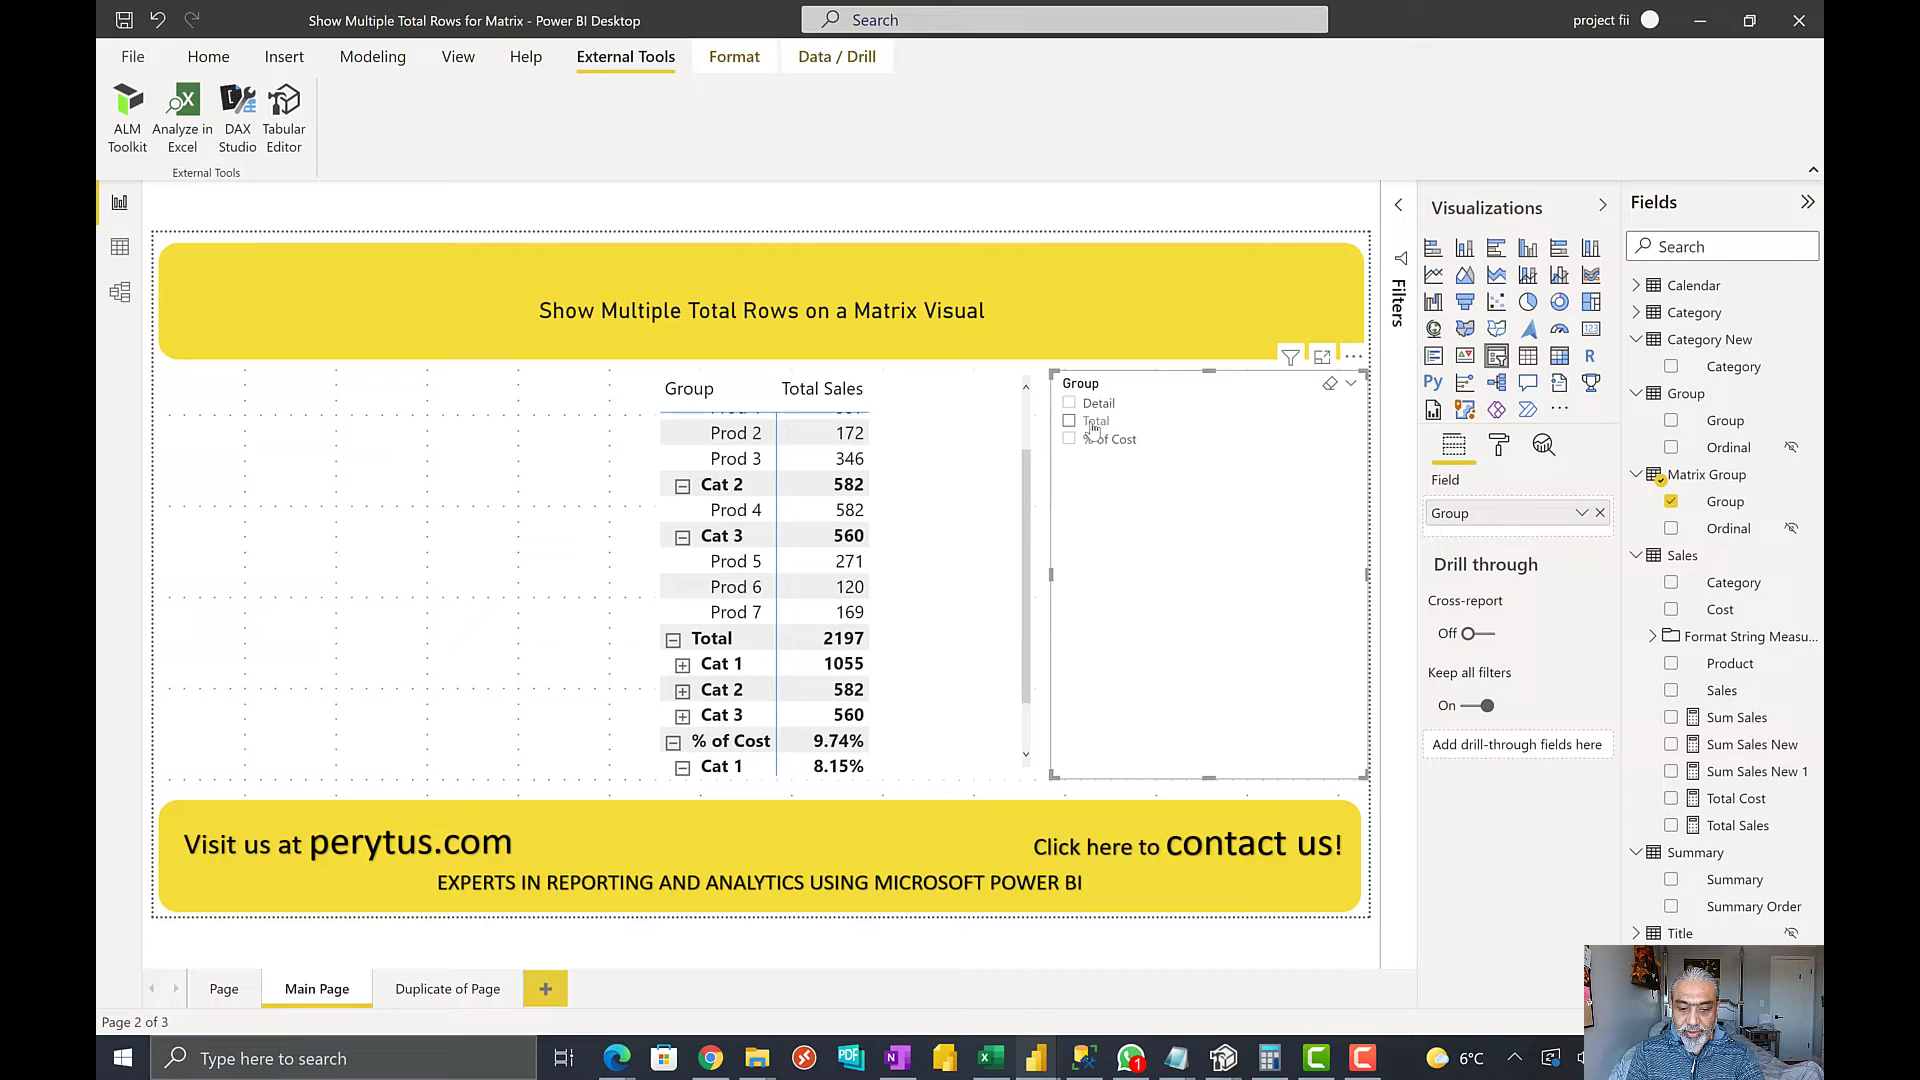 Show Multiple Total Rows for Matrix - Power BI Desktop
Search
project fii
File
Home
Insert
Modeling
View
Help
External Tools
Format
Data / Drill
ALM Toolkit
Analyze in Excel
DAX Studio
Tabular Editor
External Tools
Show Multiple Total Rows on a Matrix Visual
Group Total Sales
Prod 2 172
Prod 3 346
Cat 2 582
Prod 4 582
Cat 3 560
Prod 5 271
Prod 6 120
Prod 7 169
Total 2197
Cat 1 1055
Cat 2 582
Cat 3 560
% of Cost 9.74%
Cat 1 8.15%
Group
Detail
Total
% of Cost
Visit us at perytus.com
Click here to contact us!
EXPERTS IN REPORTING AND ANALYTICS USING MICROSOFT POWER BI
Filters
Visualizations
R
Py
123
Field
Group
Drill through
Cross-report
Off
Keep all filters
On
Add drill-through fields here
Fields
Search
Calendar
Category
Category New
Category
Group
Group
Ordinal
Matrix Group
Group
Ordinal
Sales
Category
Cost
Format String Measu...
Product
Sales
Sum Sales
Sum Sales New
Sum Sales New 1
Total Cost
Total Sales
Summary
Summary
Summary Order
Title
Page
Main Page
Duplicate of Page
Page 2 of 3
Type here to search
PDF
6°C